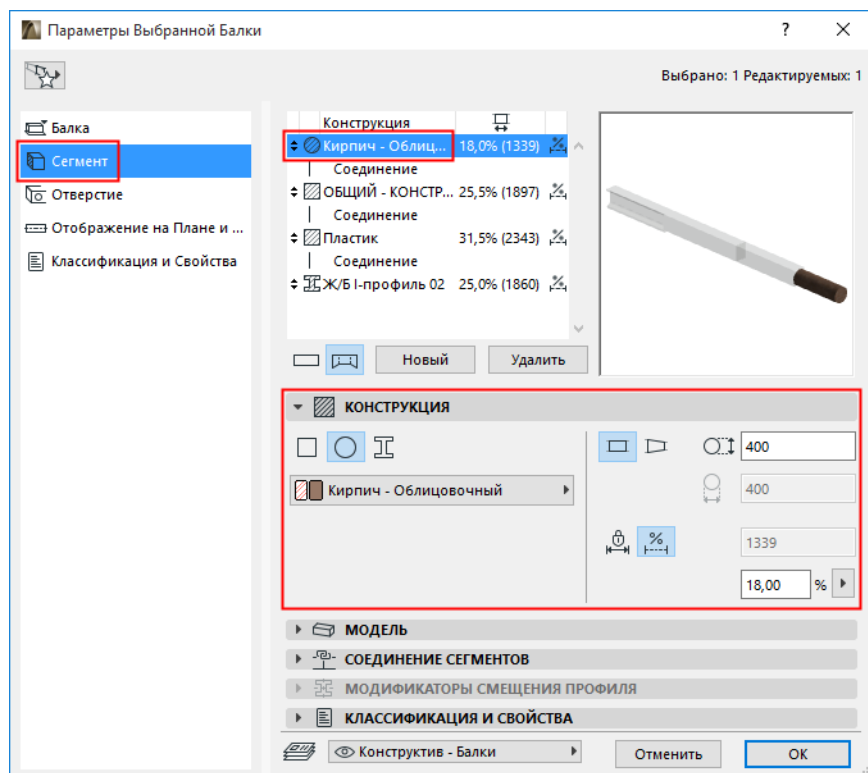 Параметры Выбранной Балки ?
Выбрано: 1 Редактируемых: 1
Балка
Сегмент
Отверстие
Отображение на Плане и ...
Классификация и Свойства
Конструкция
Кирпич - Облиц... 18,0% (1339)
Соединение
ОБЩИЙ - КОНСТР... 25,5% (1897)
Соединение
Пластик 31,5% (2343)
Соединение
Ж/Б I-профиль 02 25,0% (1860)
Новый Удалить
КОНСТРУКЦИЯ
400
Кирпич - Облицовочный 400
% 1339
18,00 %
МОДЕЛЬ
СОЕДИНЕНИЕ СЕГМЕНТОВ
МОДИФИКАТОРЫ СМЕЩЕНИЯ ПРОФИЛЯ
КЛАССИФИКАЦИЯ И СВОЙСТВА
Конструктив - Балки Отменить ОК